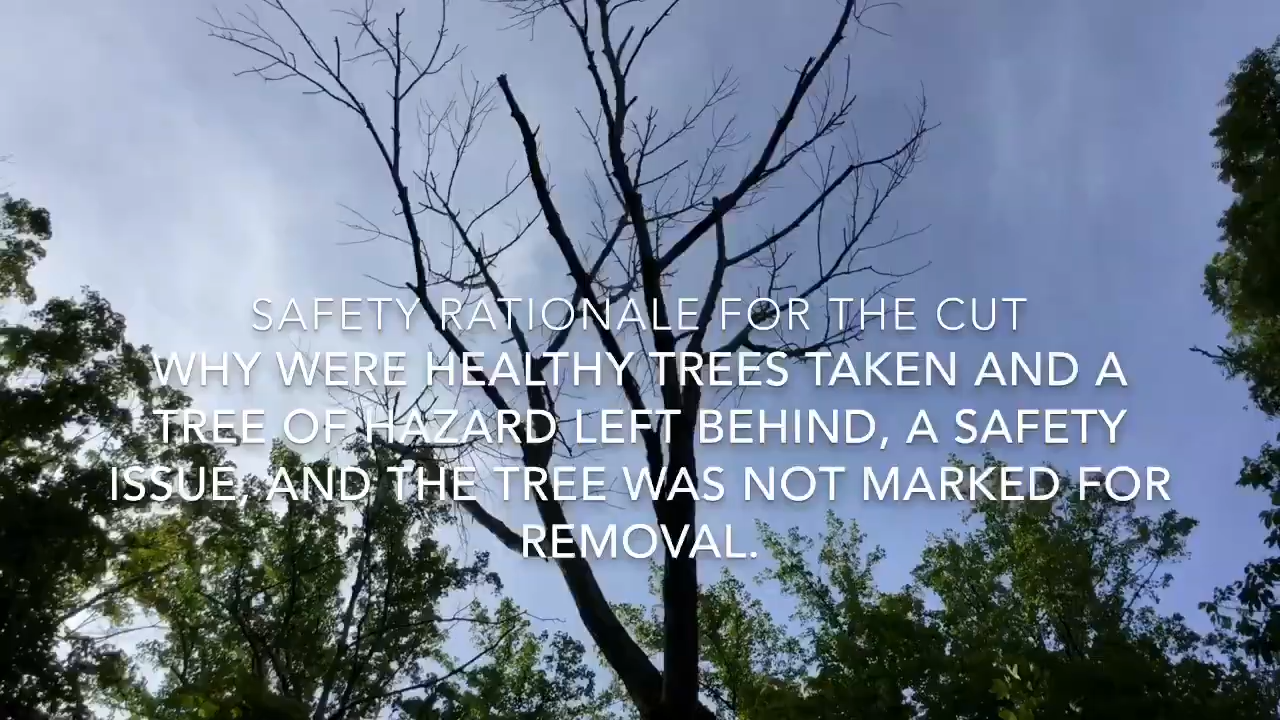 SAFETY RATIONALE FOR THE CUT
WHY WERE HEALTHY TREES TAKEN AND A
TREE OF HAZARD LEFT BEHIND, A SAFETY
ISSUE, AND THE TREE WAS NOT MARKED FOR
REMOVAL.